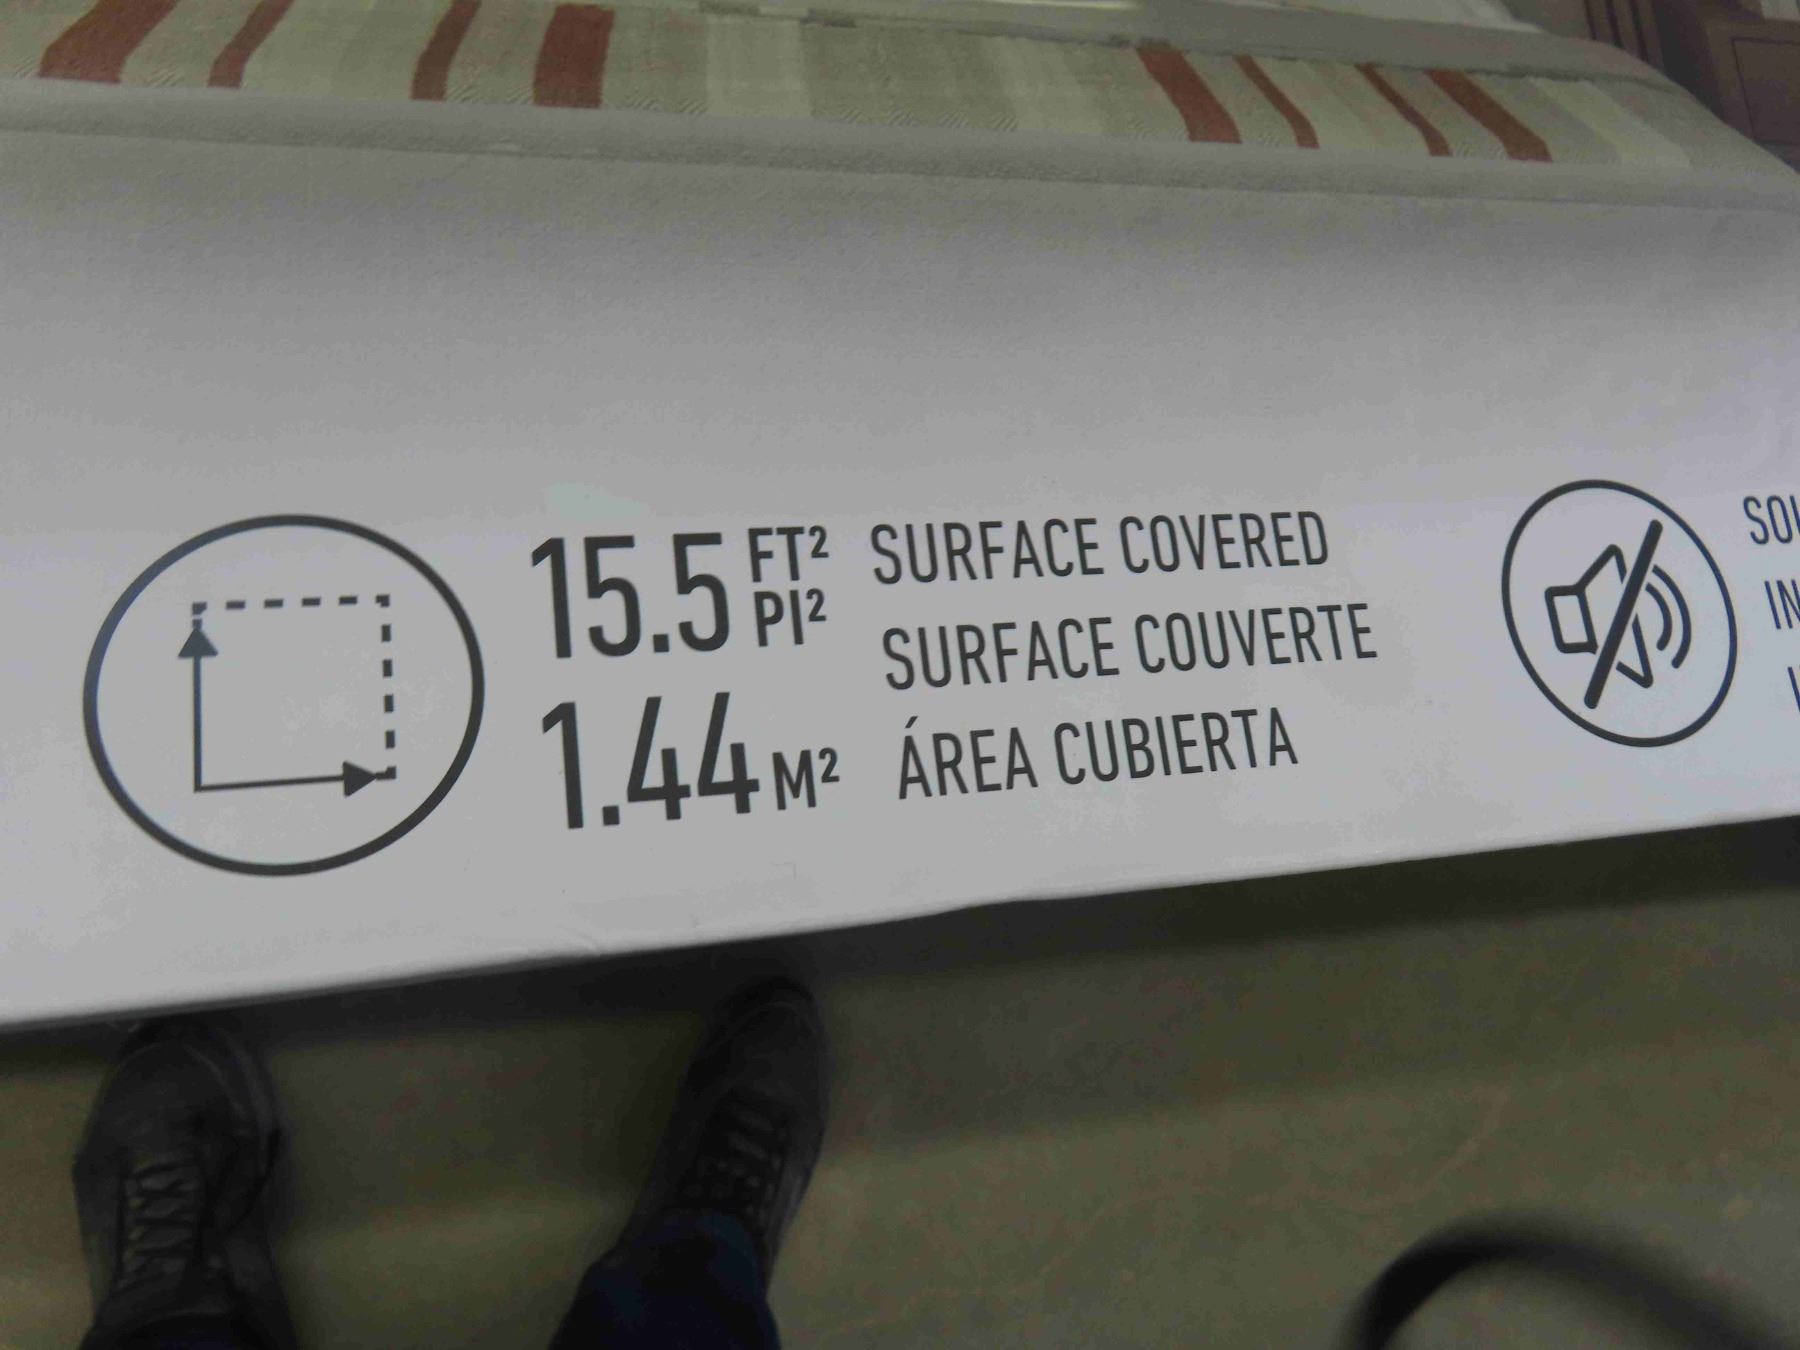 15.5 FT² SURFACE COVERED
PI²
SURFACE COUVERTE
1.44 M² ÁREA CUBIERTA